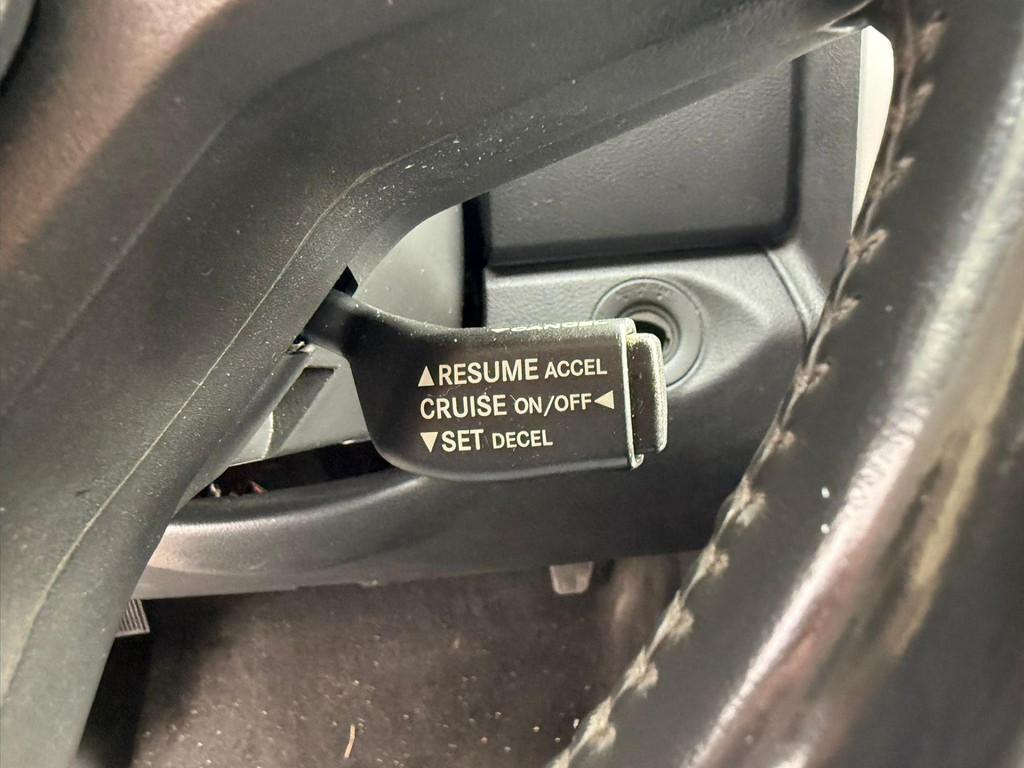 ▲RESUME ACCEL
CRUISE ON/OFF◀
▼SET DECEL